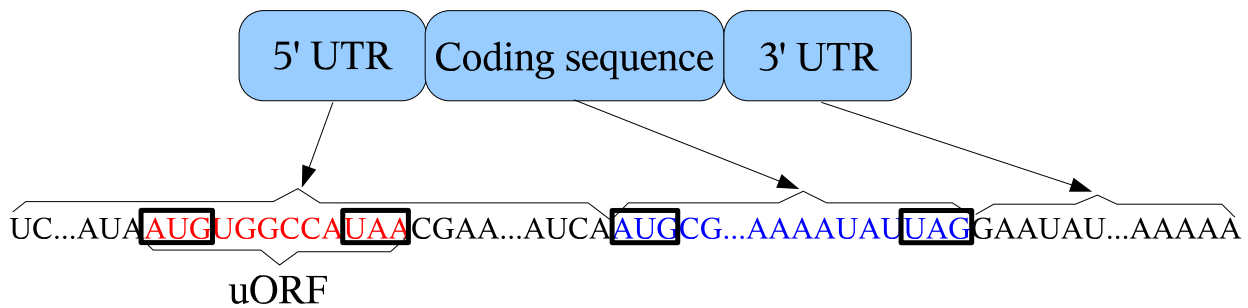 5' UTR Coding sequence 3' UTR
UC...AUAAUGUGGCCAUAACGAA...AUCAAUGCG...AAAAUAUUAGGAAUAU...AAAAA
uORF